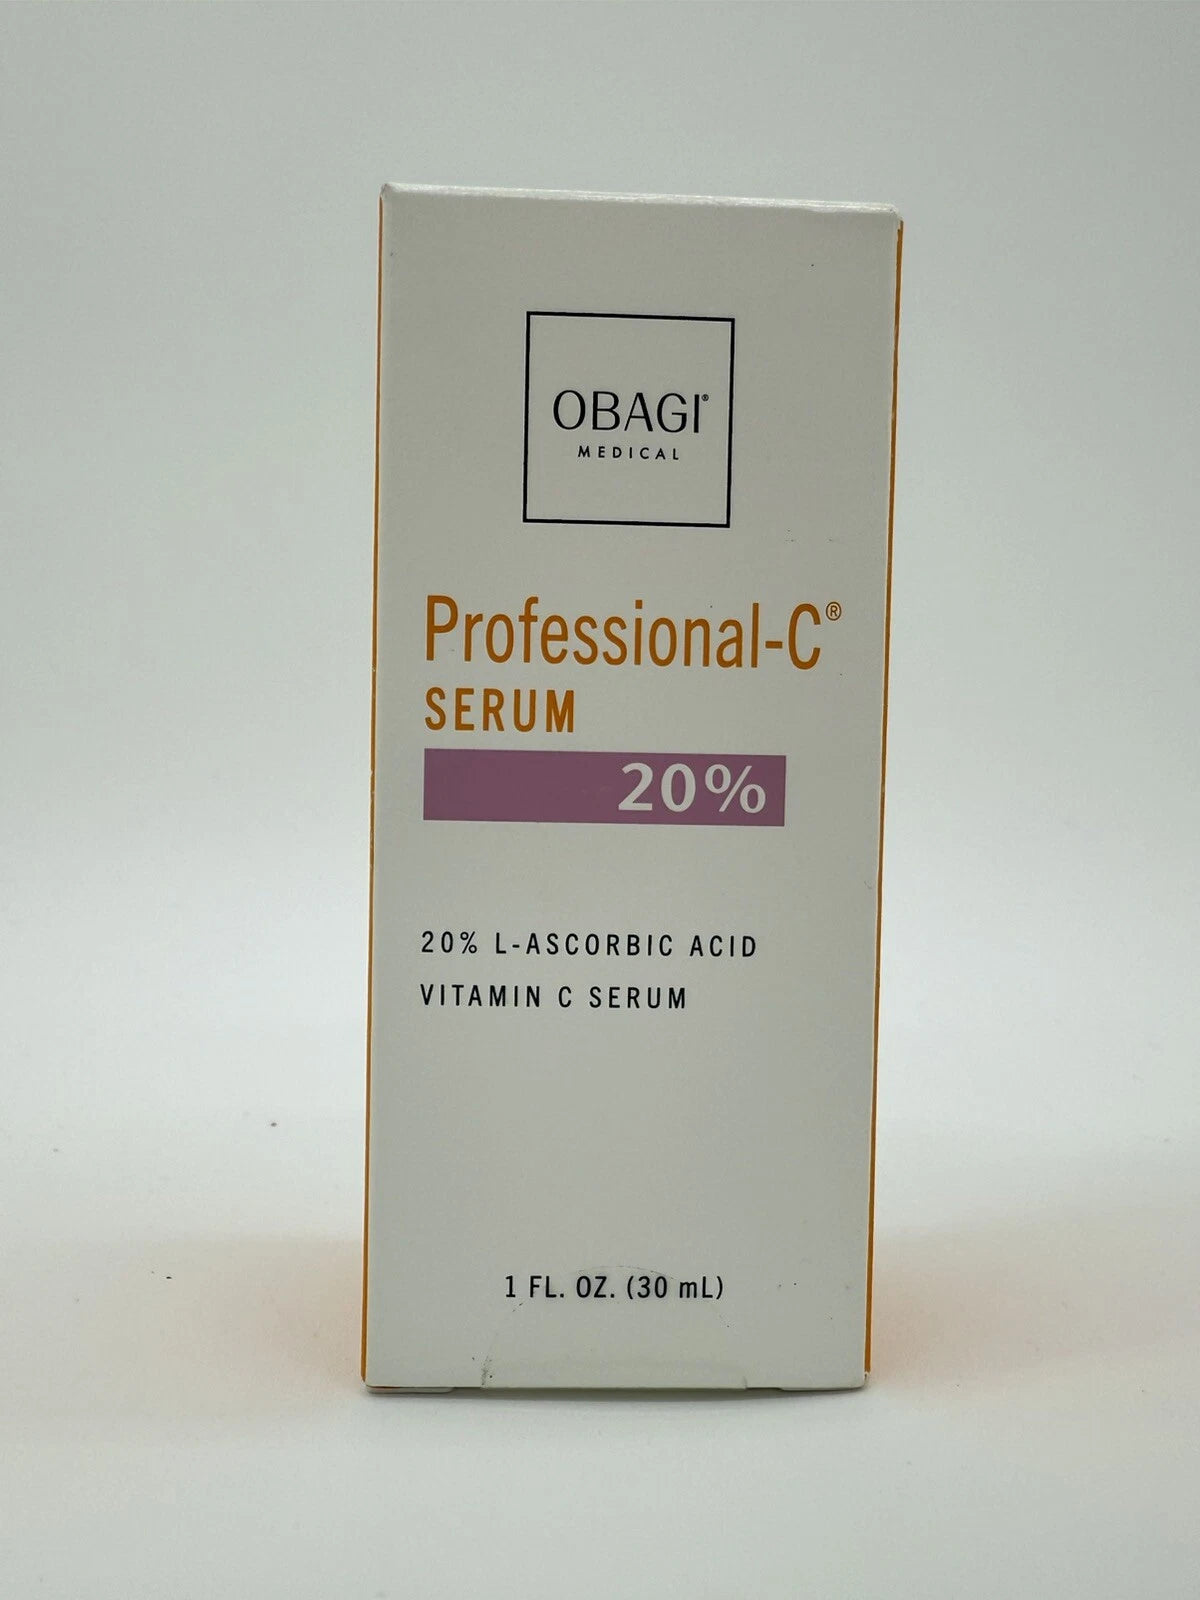 OBAGI®
MEDICAL
Professional-C®
SERUM
20%
20% L-ASCORBIC ACID
VITAMIN C SERUM
1 FL. OZ. (30 mL)